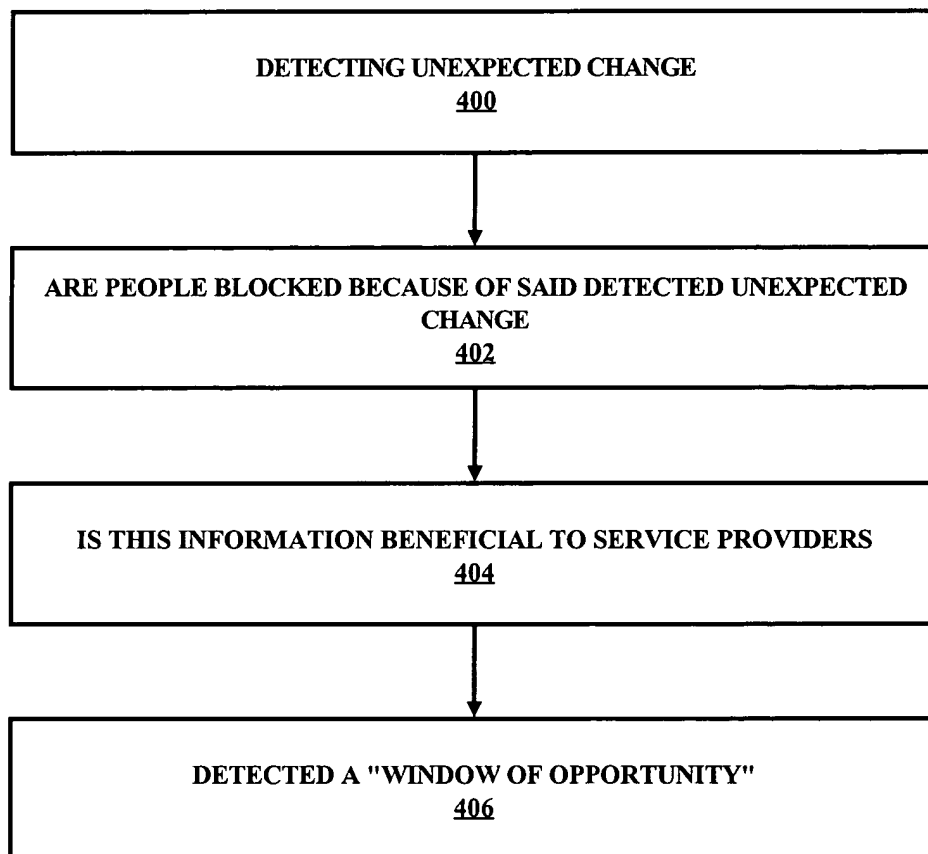 DETECTING UNEXPECTED CHANGE
400
ARE PEOPLE BLOCKED BECAUSE OF SAID DETECTED UNEXPECTED
CHANGE
402
IS THIS INFORMATION BENEFICIAL TO SERVICE PROVIDERS
404
DETECTED A "WINDOW OF OPPORTUNITY"
406